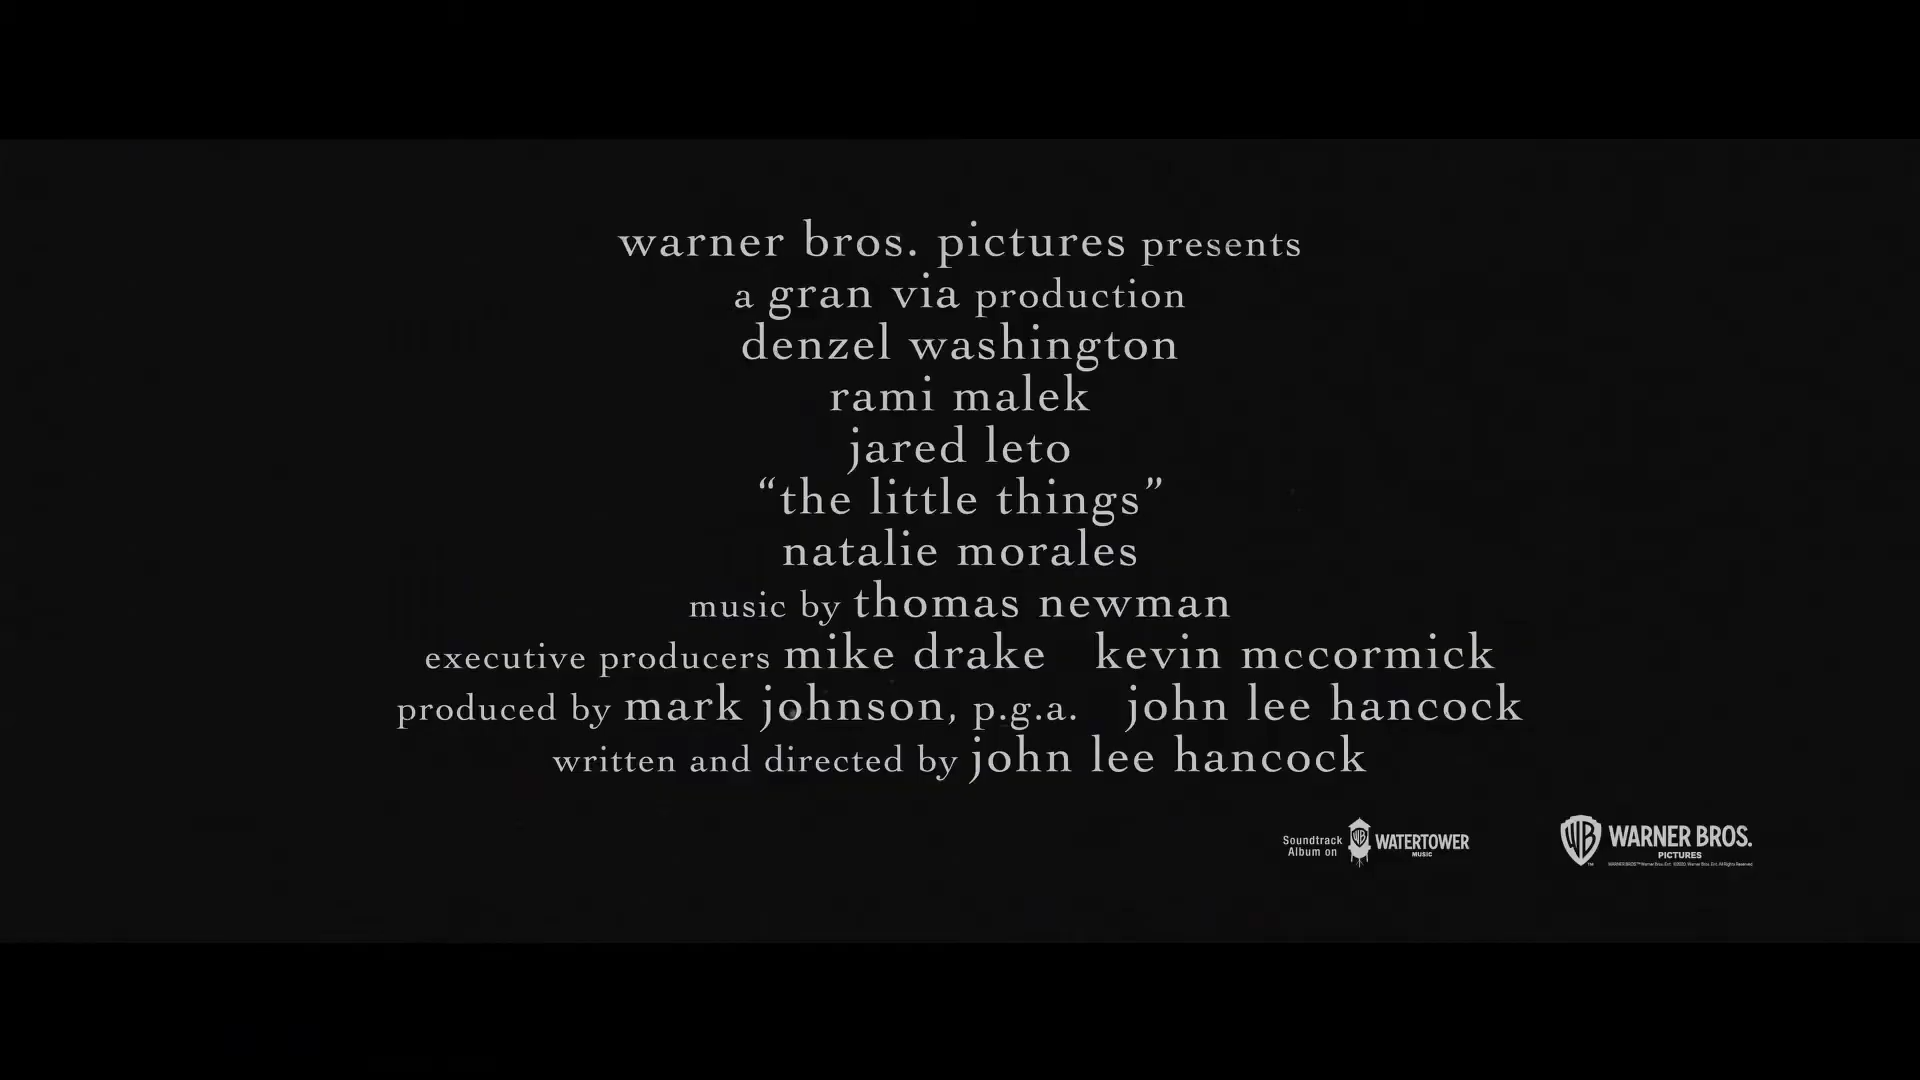 warner bros. pictures presents
a gran via production
denzel washington
rami malek
jared leto
“the little things”
natalie morales
music by thomas newman
executive producers mike drake kevin mccormick
produced by mark johnson, p.g.a. john lee hancock
written and directed by john lee hancock
Soundtrack
Album on
WATERTOWER
MUSIC
WB
TM
WARNER BROS.
PICTURES